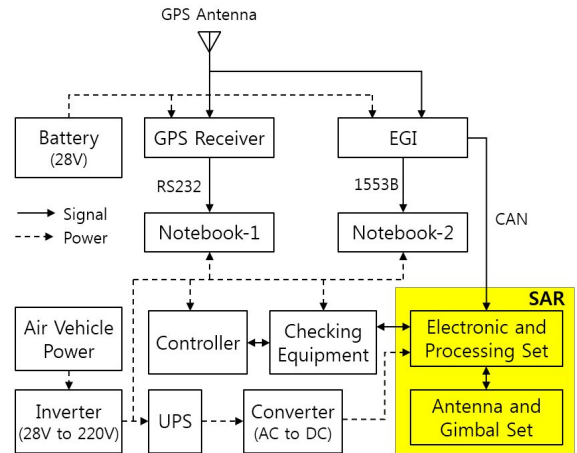 GPS Antenna
Battery
(28V)
GPS Receiver
EGI
RS232
1553B
Signal
Power
Notebook-1
Notebook-2
CAN
SAR
Air Vehicle
Power
Controller
Checking
Equipment
Electronic and
Processing Set
Inverter
(28V to 220V)
UPS
Converter
(AC to DC)
Antenna and
Gimbal Set